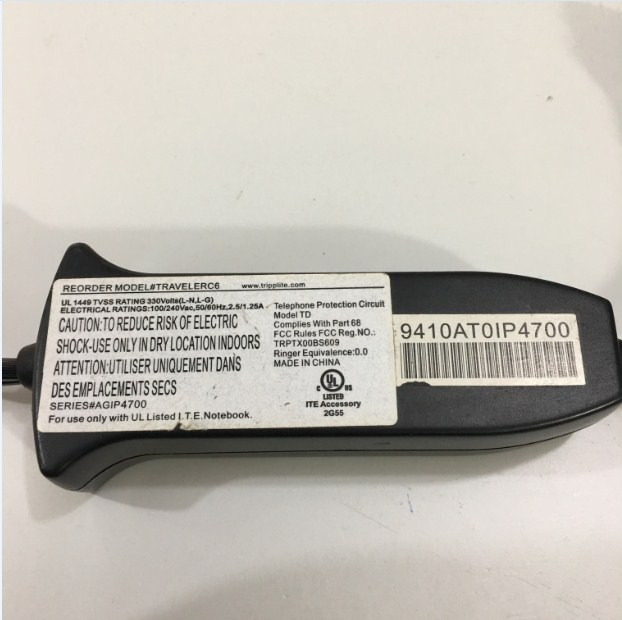 REORDER MODEL#TRAVELERC6 www.tripplite.com
UL 1449 TVSS RATING 330Volts(L-N,L-G)
ELECTRICAL RATINGS:100/240Vac,50/60Hz,2.5/1.25A
CAUTION:TO REDUCE RISK OF ELECTRIC
SHOCK-USE ONLY IN DRY LOCATION INDOORS
ATTENTION:UTILISER UNIQUEMENT DANS
DES EMPLACEMENTS SECS
SERIES#AGIP4700
For use only with UL Listed I.T.E.Notebook.
Telephone Protection Circuit
Model TD
Complies With Part 68
FCC Rules FCC Reg.NO.:
TRPTX00BS609
Ringer Equivalence:0.0
MADE IN CHINA
C UL US
LISTED
ITE Accessory
2G55
9410AT0IP4700